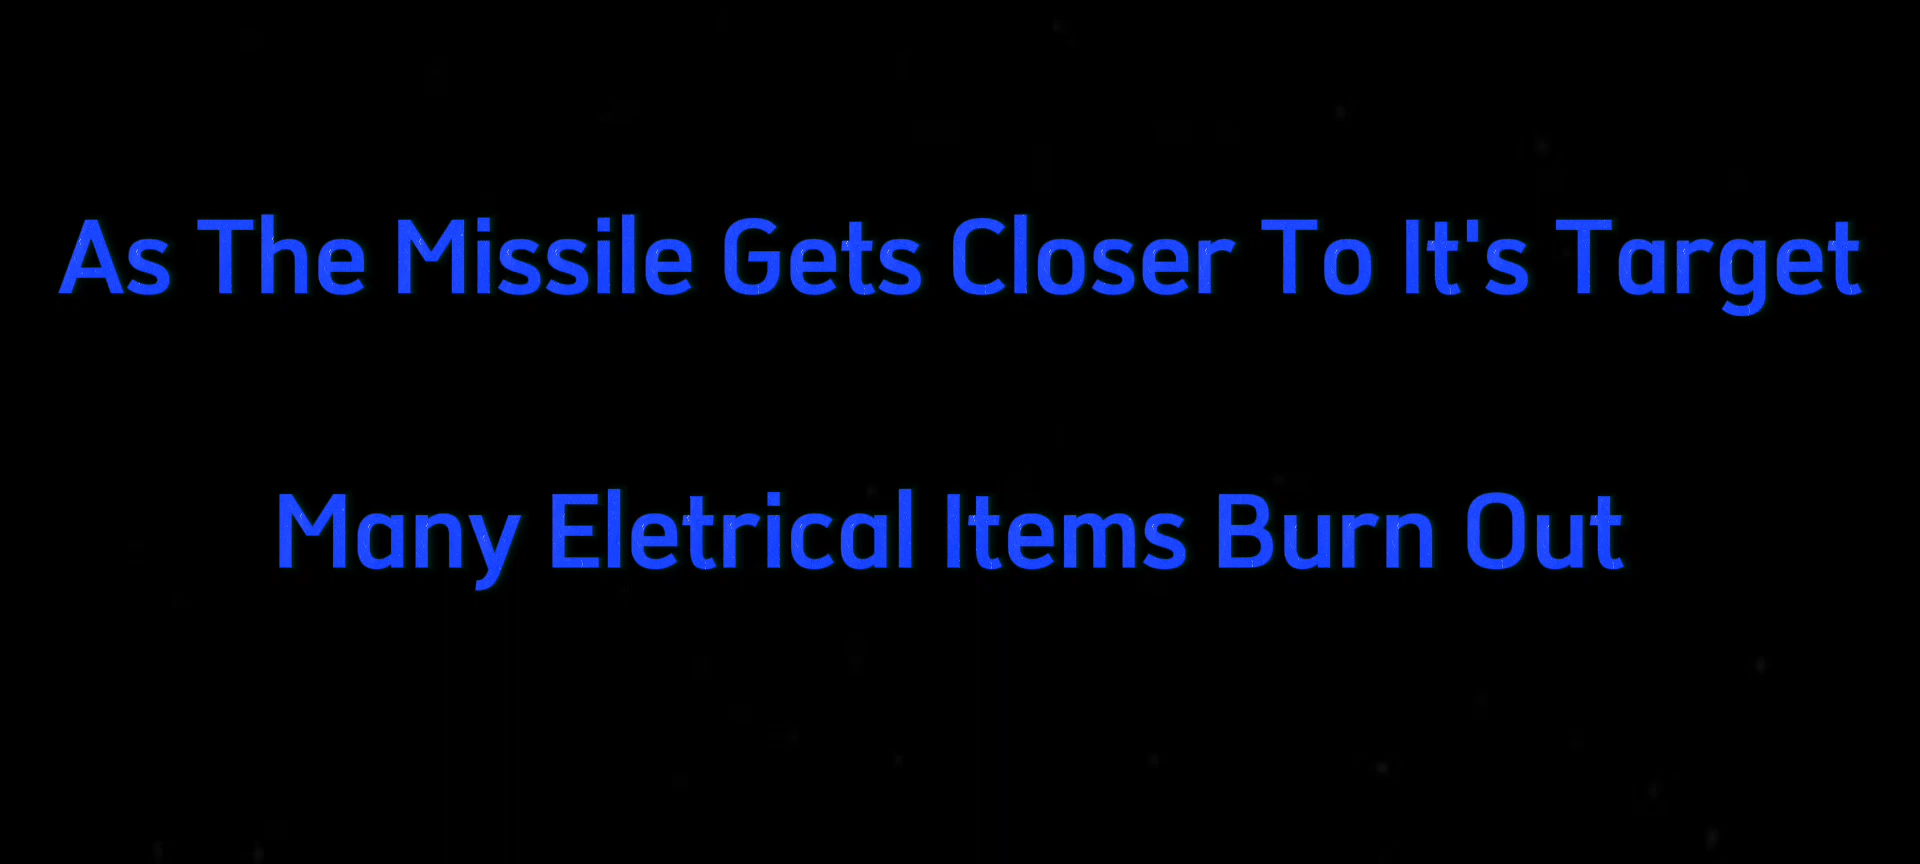 As The Missile Gets Closer To It's Target
Many Eletrical Items Burn Out